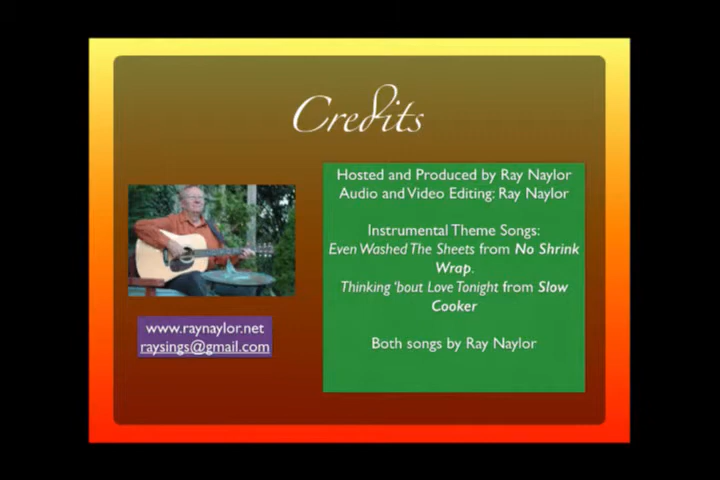 Credits
Hosted and Produced by Ray Naylor
Audio and Video Editing: Ray Naylor
Instrumental Theme Songs:
Even Washed The Sheets from No Shrink
Wrap.
Thinking ‘bout Love Tonight from Slow
Cooker
Both songs by Ray Naylor
www.raynaylor.net
raysings@gmail.com